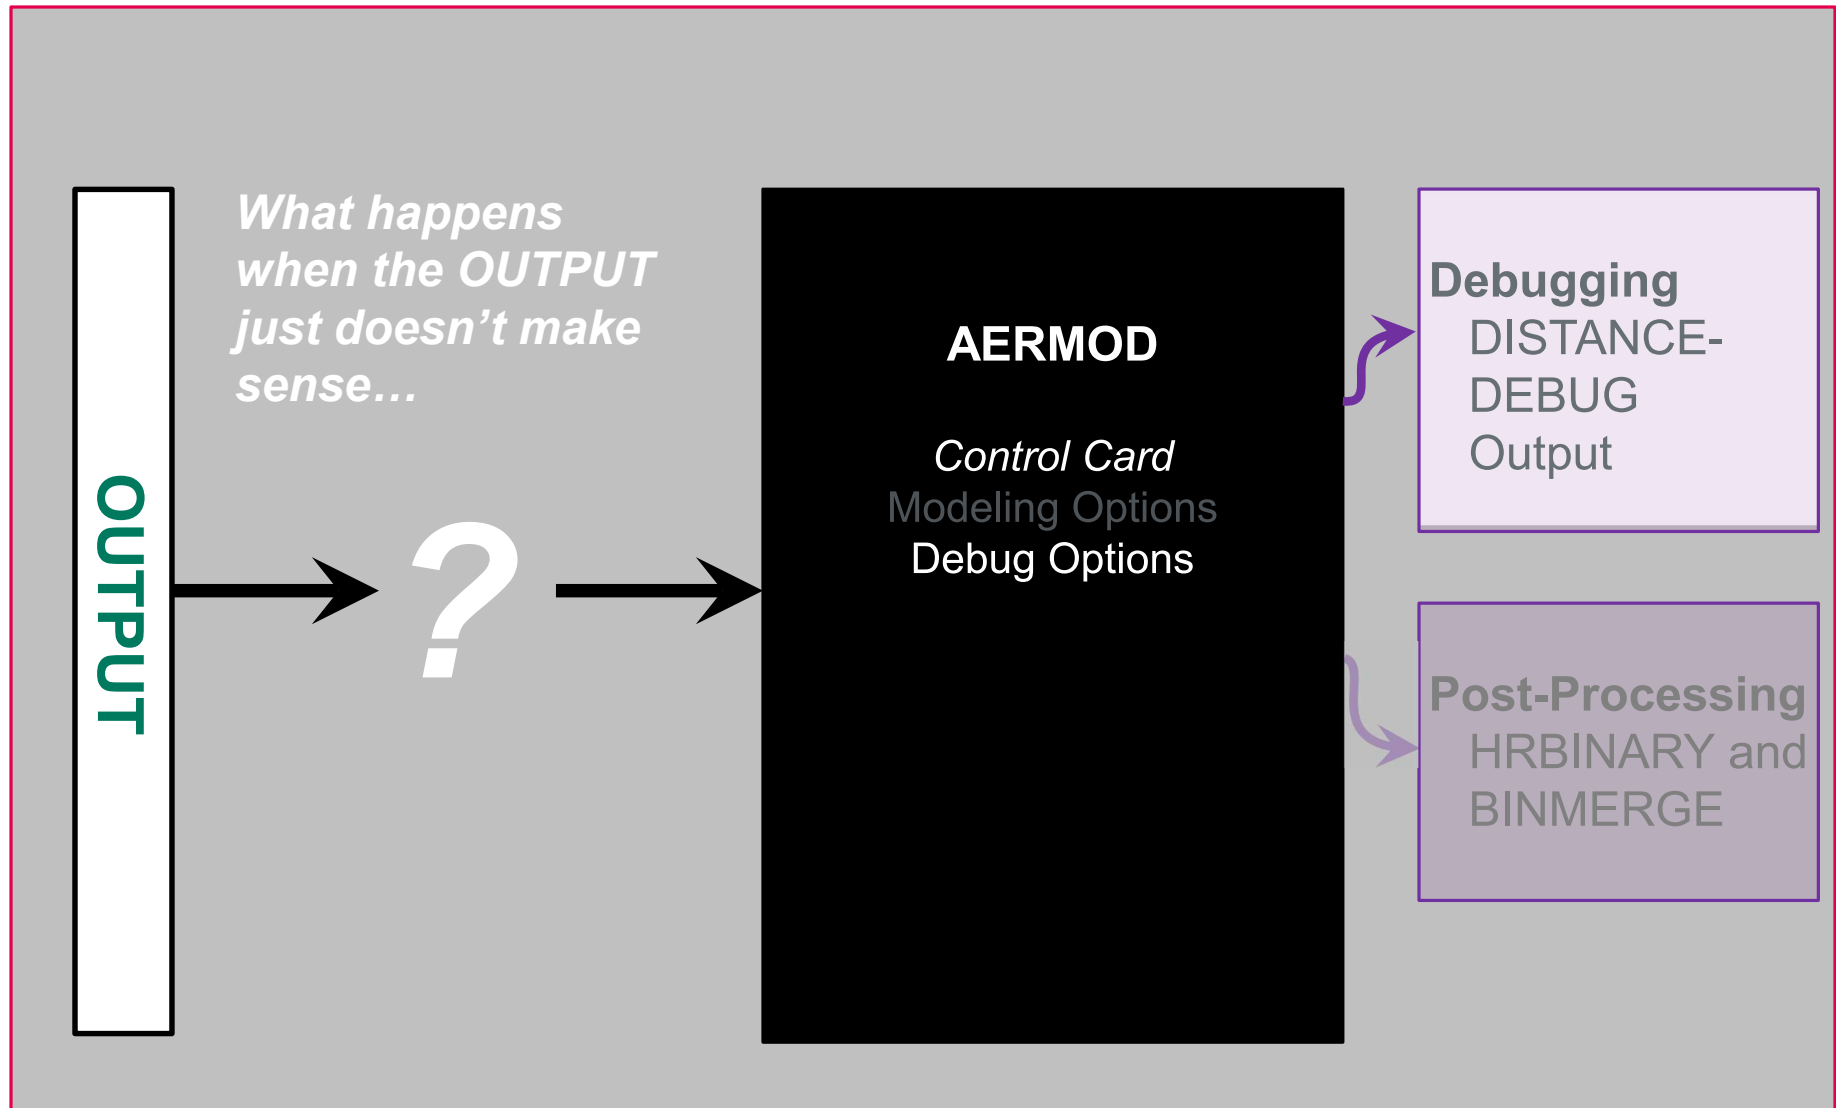 OUTPUT
What happens
when the OUTPUT
just doesn’t make
sense…
?
AERMOD
Control Card
Modeling Options
Debug Options
Debugging
DISTANCE-
DEBUG
Output
Post-Processing
HRBINARY and
BINMERGE